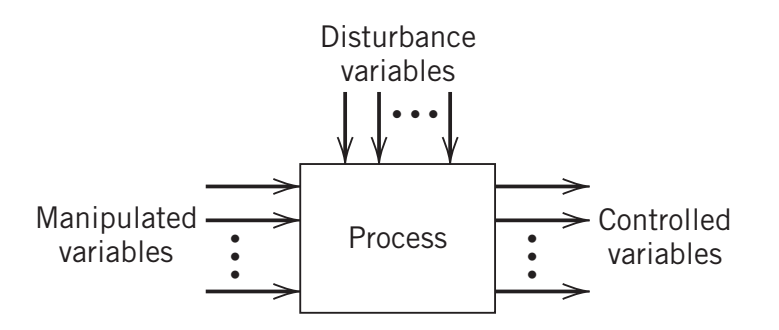 Disturbance
variables
Manipulated
variables
Process
Controlled
variables